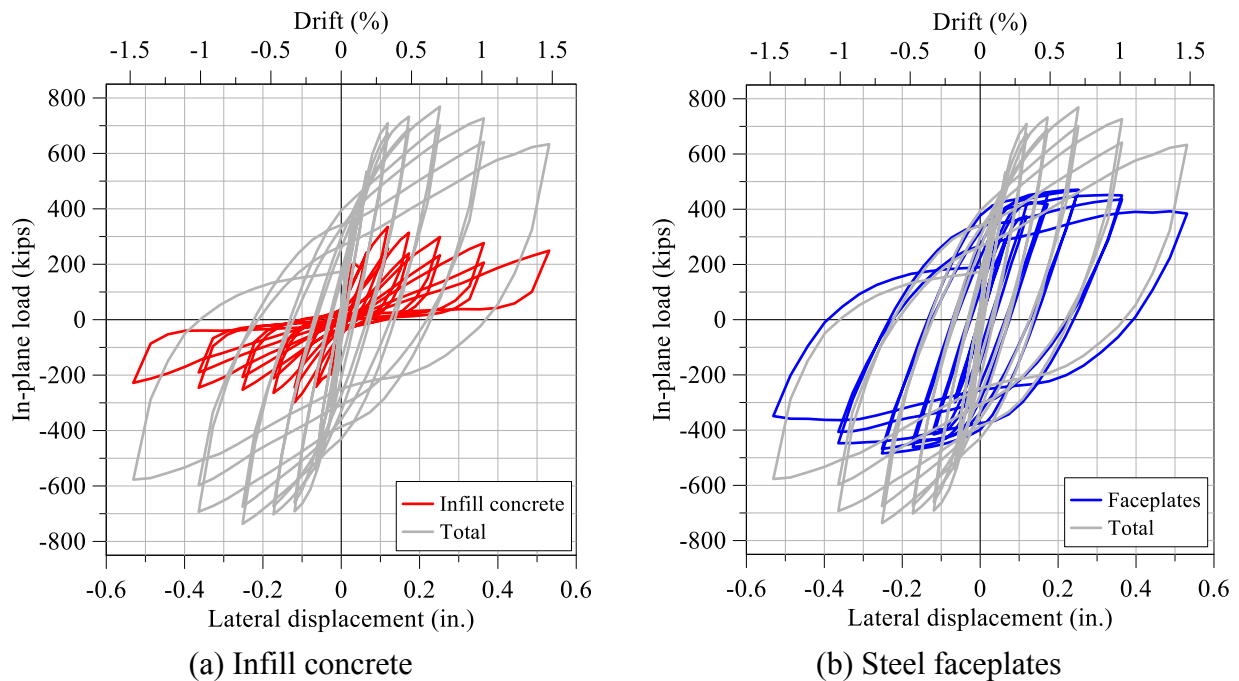 Drift (%)
-1.5 -1 -0.5 0 0.5 1 1.5
800
600
400
200
0
-200
-400
-600
-800
In-plane load (kips)
Infill concrete
Total
-0.6 -0.4 -0.2 0 0.2 0.4 0.6
Lateral displacement (in.)
(a) Infill concrete
Drift (%)
-1.5 -1 -0.5 0 0.5 1 1.5
800
600
400
200
0
-200
-400
-600
-800
In-plane load (kips)
Faceplates
Total
-0.6 -0.4 -0.2 0 0.2 0.4 0.6
Lateral displacement (in.)
(b) Steel faceplates